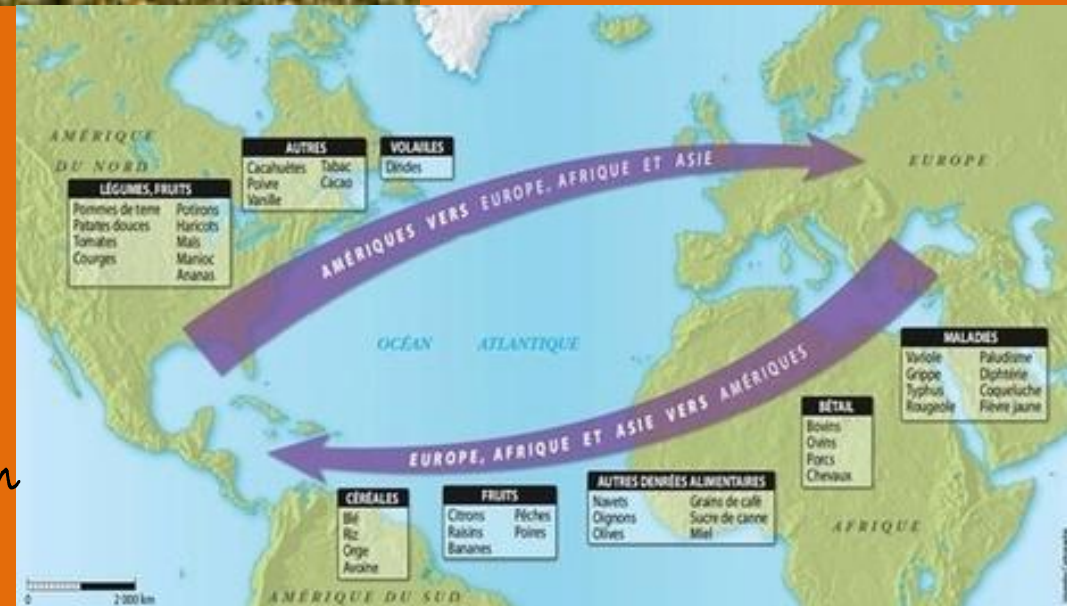 AMÉRIQUE
DU NORD
AUTRES
Cacahuètes Tabac
Poivre Cacao
Vanille
VOLAILLES
Dindes
EUROPE
LÉGUMES, FRUITS
Pommes de terre Potirons
Patates douces Haricots
Tomates Maïs
Courges Manioc
Ananas
AMÉRIQUES VERS EUROPE, AFRIQUE ET ASIE
OCÉAN ATLANTIQUE
MALADIES
Variole Paludisme
Grippe Diphtérie
Typhus Coqueluche
Rougeole Fièvre jaune
BÉTAIL
Bovins
Ovins
Porcs
Chevaux
EUROPE, AFRIQUE ET ASIE VERS AMÉRIQUES
CÉRÉALES
Blé
Riz
Orge
Avoine
FRUITS
Citrons Pêches
Raisins Poires
Bananes
AUTRES DENRÉES ALIMENTAIRES
Navets Grains de café
Oignons Sucre de canne
Olives Miel
AFRIQUE
AMÉRIQUE DU SUD
0 2 000 km